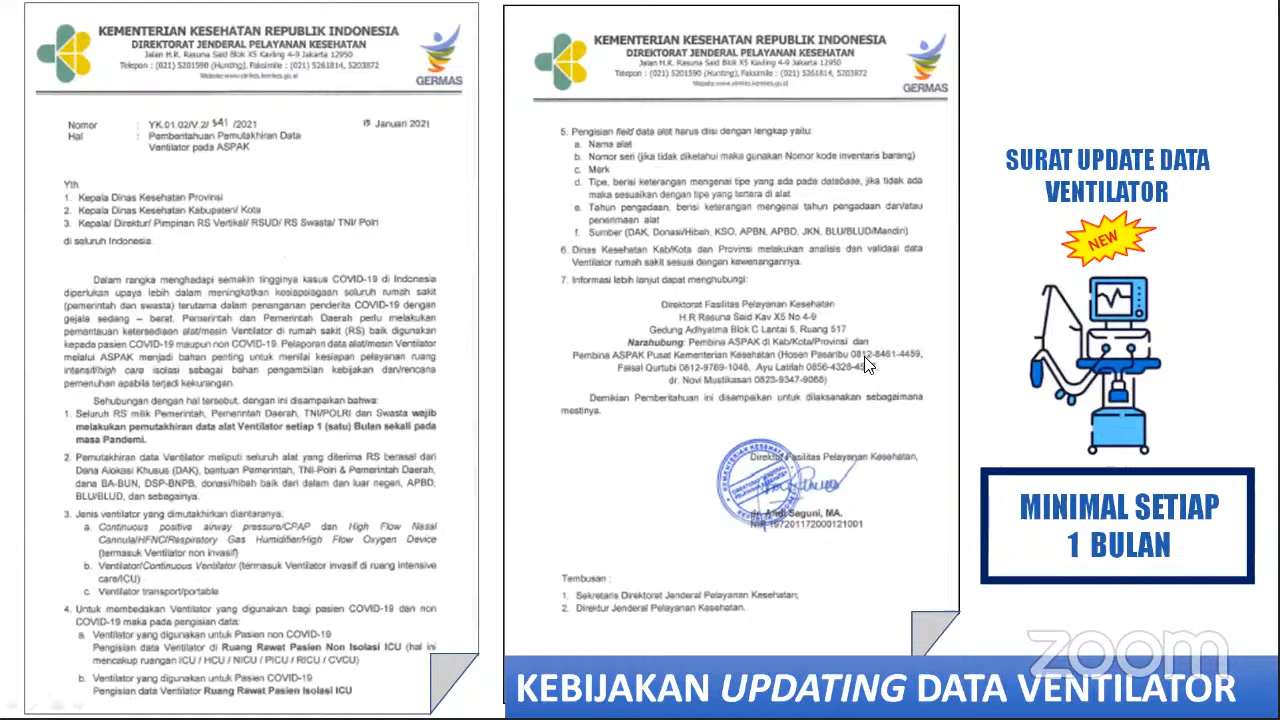 KEMENTERIAN KESEHATAN REPUBLIK INDONESIA
DIREKTORAT JENDERAL PELAYANAN KESEHATAN
Jalan H.R. Rasuna Said Blok X5 Kavling 4-9 Jakarta 12950
Telepon : (021) 5201590 (Hunting), Faksimile : (021) 5261814, 5203872
GERMAS
Nomor : YK.01.02/V.2/ /2021
Januari 2021
Hal : Pemberitahuan Pemutakhiran Data
Ventilator pada ASPAK
Yth.
1. Kepala Dinas Kesehatan Provinsi
2. Kepala Dinas Kesehatan Kabupaten/ Kota
3. Kepala/ Direktur/ Pimpinan RS Vertikal/ RSUD/ RS Swasta/ TNI/ Polri
di seluruh Indonesia
Dalam rangka menghadapi semakin tingginya kasus COVID-19 di Indonesia
diperlukan upaya lebih dalam meningkatkan kesiapsiagaan seluruh rumah sakit
(pemerintah dan swasta) terutama dalam penanganan penderita COVID-19 dengan
gejala sedang – berat. Pemerintah dan Pemerintah Daerah perlu melakukan
pemantauan ketersediaan alat/mesin Ventilator di rumah sakit (RS) baik digunakan
kepada pasien COVID-19 maupun non COVID-19. Pelaporan data alat/mesin Ventilator
melalui ASPAK menjadi bahan penting untuk menilai kesiapan pelayanan ruang
intensif/high care isolasi sebagai bahan pengambilan kebijakan dan/rencana
pemenuhan apabila terjadi kekurangan.
Sehubungan dengan hal tersebut, dengan ini disampaikan bahwa:
1. Seluruh RS milik Pemerintah, Pemerintah Daerah, TNI/POLRI dan Swasta wajib
melakukan pemutakhiran data alat Ventilator setiap 1 (satu) Bulan sekali pada
masa Pandemi.
2. Pemutakhiran data Ventilator meliputi seluruh alat yang diterima RS berasal dari
Dana Alokasi Khusus (DAK), bantuan Pemerintah, TNI-Polri & Pemerintah Daerah,
dana BA-BUN, DSP-BNPB, donasi/hibah baik dari dalam dan luar negeri, APBD,
BLU/BLUD, dan sebagainya.
3. Jenis ventilator yang dimutakhirkan diantaranya:
a. Continuous positive airway pressure/CPAP dan High Flow Nasal
Cannula/HFNC/Respiratory Gas Humidifier/High Flow Oxygen Device
(termasuk Ventilator non invasif)
b. Ventilator/Continuous Ventilator (termasuk Ventilator invasif di ruang intensive
care/ICU)
c. Ventilator transport/portable
4. Untuk membedakan Ventilator yang digunakan bagi pasien COVID-19 dan non
COVID-19 maka pada pengisian data:
a. Ventilator yang digunakan untuk Pasien non COVID-19
Pengisian data Ventilator di Ruang Rawat Pasien Non Isolasi ICU (hal ini
mencakup ruangan ICU / HCU / NICU / PICU / RICU / CVCU)
b. Ventilator yang digunakan untuk Pasien COVID-19
Pengisian data Ventilator Ruang Rawat Pasien Isolasi ICU
KEMENTERIAN KESEHATAN REPUBLIK INDONESIA
DIREKTORAT JENDERAL PELAYANAN KESEHATAN
Jalan H.R. Rasuna Said Blok X5 Kavling 4-9 Jakarta 12950
Telepon : (021) 5201590 (Hunting), Faksimile : (021) 5261814, 5203872
GERMAS
5. Pengisian field data alat harus diisi dengan lengkap yaitu:
a. Nama alat
b. Nomor seri (jika tidak diketahui maka gunakan Nomor kode inventaris barang)
c. Merk
d. Tipe, berisi keterangan mengenai tipe yang ada pada database, jika tidak ada
maka sesuaikan dengan tipe yang tertera di alat
e. Tahun pengadaan, berisi keterangan mengenai tahun pengadaan dan/atau
penerimaan alat
f. Sumber (DAK, Donasi/Hibah, KSO, APBN, APBD, JKN, BLU/BLUD/Mandiri)
6. Dinas Kesehatan Kab/Kota dan Provinsi melakukan analisis dan validasi data
Ventilator rumah sakit sesuai dengan kewenangannya.
7. Informasi lebih lanjut dapat menghubungi:
Direktorat Fasilitas Pelayanan Kesehatan
H.R Rasuna Said Kav X5 No 4-9
Gedung Adhyatma Blok C Lantai 5, Ruang 517
Narahubung: Pembina ASPAK di Kab/Kota/Provinsi dan
Pembina ASPAK Pusat Kementerian Kesehatan (Hosen Pasaribu 0812-8461-4459,
Faisal Qurtubi 0812-9769-1048, Ayu Latifah 0856-4328-
dr. Novi Mustikasari 0823-9347-9068)
Demikian Pemberitahuan ini disampaikan untuk dilaksanakan sebagaimana
mestinya.
Direktur Fasilitas Pelayanan Kesehatan,
dr. Andi Saguni, MA.
NIP 197201172000121001
Tembusan :
1. Sekretaris Direktorat Jenderal Pelayanan Kesehatan;
2. Direktur Jenderal Pelayanan Kesehatan.
SURAT UPDATE DATA
VENTILATOR
NEW
MINIMAL SETIAP
1 BULAN
zoom
KEBIJAKAN UPDATING DATA VENTILATOR